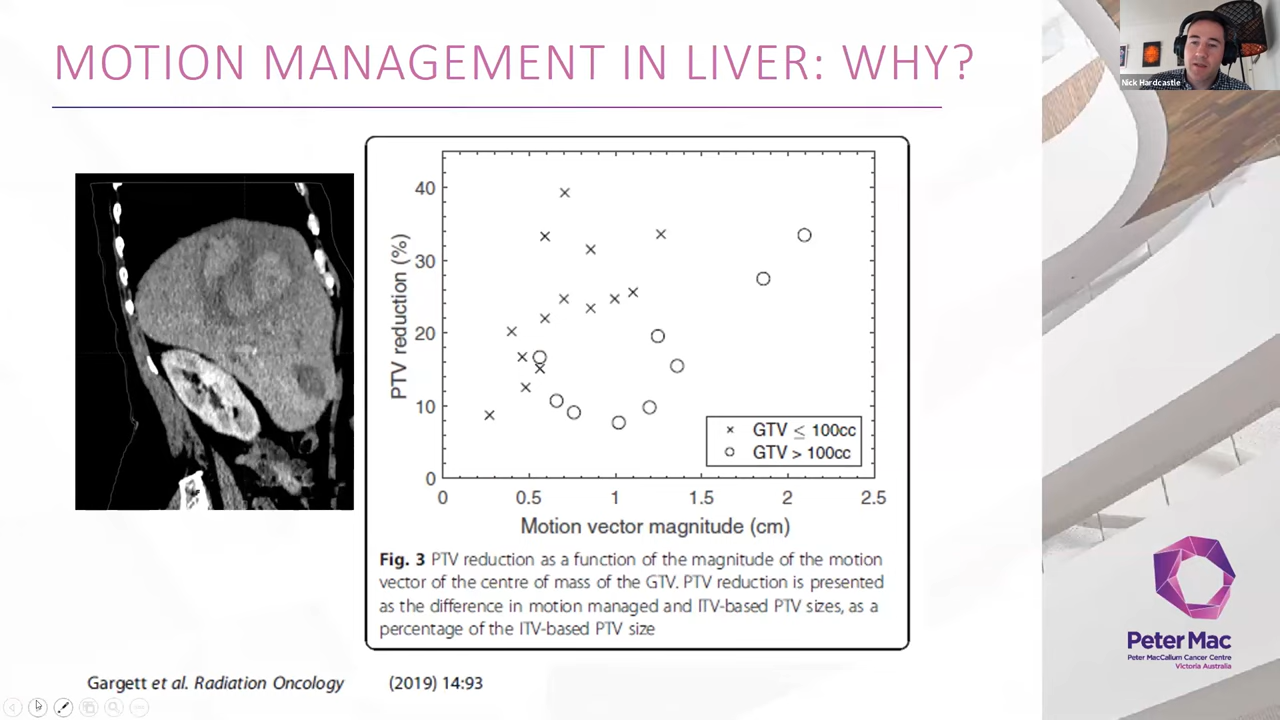 MOTION MANAGEMENT IN LIVER: WHY?
Nick Hardcastle
PTV reduction (%)
40
30
20
10
0
0 0.5 1 1.5 2 2.5
Motion vector magnitude (cm)
× GTV ≤ 100cc
○ GTV > 100cc
Fig. 3 PTV reduction as a function of the magnitude of the motion
vector of the centre of mass of the GTV. PTV reduction is presented
as the difference in motion managed and ITV-based PTV sizes, as a
percentage of the ITV-based PTV size
Gargett et al. Radiation Oncology (2019) 14:93
Peter Mac
Peter MacCallum Cancer Centre
Victoria Australia